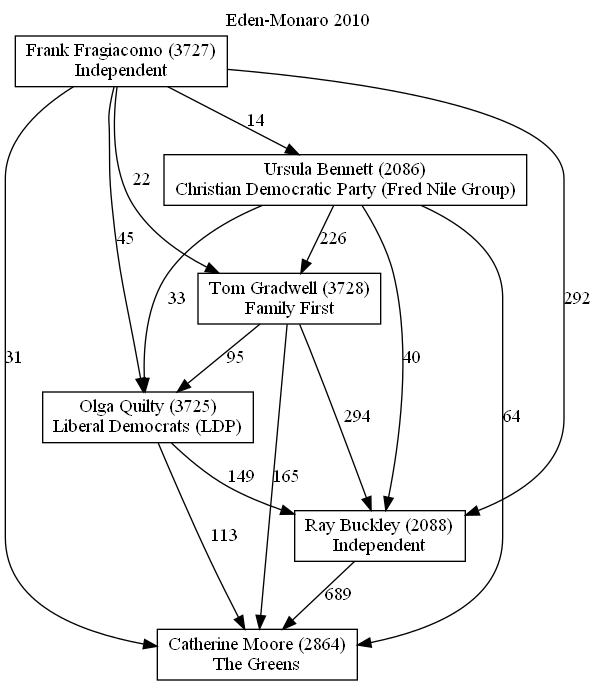 Eden-Monaro 2010
Frank Fragiacomo (3727)
Independent
14
Ursula Bennett (2086)
Christian Democratic Party (Fred Nile Group)
22
45
226
33
292
Tom Gradwell (3728)
Family First
31
95
40
Olga Quilty (3725)
Liberal Democrats (LDP)
294
64
149
165
Ray Buckley (2088)
Independent
113
689
Catherine Moore (2864)
The Greens